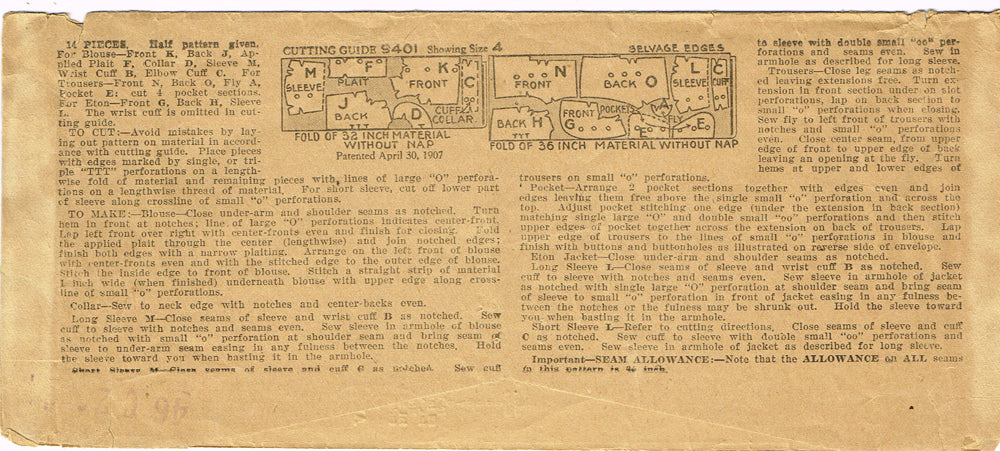 14 PIECES. Half pattern given.
For Blouse—Front K, Back J, Ap-
plied Plait F, Collar D, Sleeve M,
Wrist Cuff B, Elbow Cuff C. For
Trousers—Front N, Back O, Fly A,
Pocket E: cut 4 pocket sections.
For Eton—Front G, Back H, Sleeve
L. The wrist cuff is omitted in cut-
ting guide.
TO CUT:—Avoid mistakes by lay-
ing out pattern on material in accord-
ance with cutting guide. Place pieces
with edges marked by single, or tri-
ple "TTT" perforations on a length-
wise fold of material and remaining pieces with lines of large "O" perfora-
tions on a lengthwise thread of material. For short sleeve, cut off lower part
of sleeve along crossline of small "o" perforations.
TO MAKE:—Blouse—Close under-arm and shoulder seams as notched. Turn
hem in front at notches; line of large "O" perforations indicates center-front.
Lap left front over right with center-fronts even and finish for closing. Fold
the applied plait through the center (lengthwise) and join notched edges;
finish both edges with a narrow plaiting. Arrange on the left front of blouse
with center-fronts even and with the stitched edge to the outer edge of blouse.
Stitch the inside edge to front of blouse. Stitch a straight strip of material
1 inch wide (when finished) underneath blouse with upper edge along cross-
line of small "o" perforations.
Collar—Sew to neck edge with notches and center-backs even.
Long Sleeve M—Close seams of sleeve and wrist cuff B as notched. Sew
cuff to sleeve with notches and seams even. Sew sleeve in armhole of blouse
as notched with small "o" perforation at shoulder seam and bring seam of
sleeve to under-arm seam easing in any fulness between the notches. Hold
the sleeve toward you when basting it in the armhole.
Short Sleeve M—Close seams of sleeve and cuff C as notched. Sew cuff
CUTTING GUIDE 9401 Showing Size 4
SELVAGE EDGES
M
SLEEVE
F
PLAIT
K
FRONT
C
J
BACK
TTT
D
CUFF
COLLAR
FOLD OF 32 INCH MATERIAL
WITHOUT NAP
Patented April 30, 1907
N
FRONT
O
BACK
L
SLEEVE
C
CUFF
BACK H
TTT
FRONT
G
POCKETS
A
FLY
E
E
FOLD OF 36 INCH MATERIAL WITHOUT NAP
to sleeve with double small "oo" per-
forations and seams even. Sew in
armhole as described for long sleeve.
Trousers—Close leg seams as notch-
ed leaving extensions free. Turn ex-
tension in front section under on slot
perforations, lap on back section to
small "o" perforations when closing.
Sew fly to left front of trousers with
notches and small "o" perforations
even. Close center seam, from upper
edge of front to upper edge of back
leaving an opening at the fly. Turn
hems at upper and lower edges of
trousers on small "o" perforations.
Pocket—Arrange 2 pocket sections together with edges even and join
edges leaving them free above the single small "o" perforation and across the
top. Adjust pocket stitching one edge (under the extension in back section)
matching single large "O" and double small "oo" perforations and then stitch
upper edges of pocket together across the extension on back of trousers. Lap
upper edge of trousers to the lines of small "o" perforations in blouse and
finish with buttons and buttonholes as illustrated on reverse side of envelope.
Eton Jacket—Close under-arm and shoulder seams as notched.
Long Sleeve L—Close seams of sleeve and wrist cuff B as notched. Sew
cuff to sleeve with notches and seams even. Sew sleeve in armhole of jacket
as notched with single large "O" perforation at shoulder seam and bring seam
of sleeve to small "o" perforation in front of jacket easing in any fulness be-
tween the notches or the fulness may be shrunk out. Hold the sleeve toward
you when basting it in the armhole.
Short Sleeve L—Refer to cutting directions. Close seams of sleeve and cuff
C as notched. Sew cuff to sleeve with double small "oo" perforations and
seams even. Sew sleeve in armhole of jacket as described for long sleeve.
Important—SEAM ALLOWANCE:—Note that the ALLOWANCE on ALL seams
in this pattern is ⅜ inch.